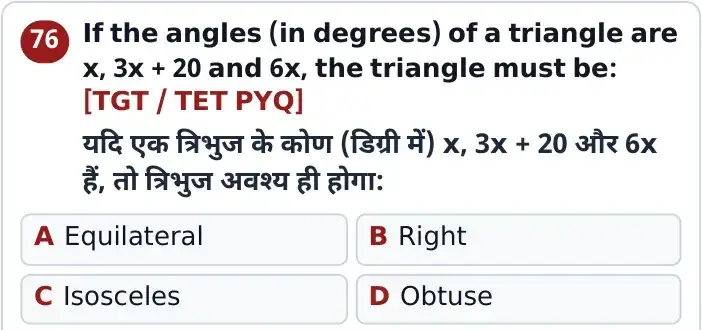 76 If the angles (in degrees) of a triangle are
x, 3x + 20 and 6x, the triangle must be:
[TGT / TET PYQ]
यदि एक त्रिभुज के कोण (डिग्री में) x, 3x + 20 और 6x
हैं, तो त्रिभुज अवश्य ही होगा:
A Equilateral
B Right
C Isosceles
D Obtuse